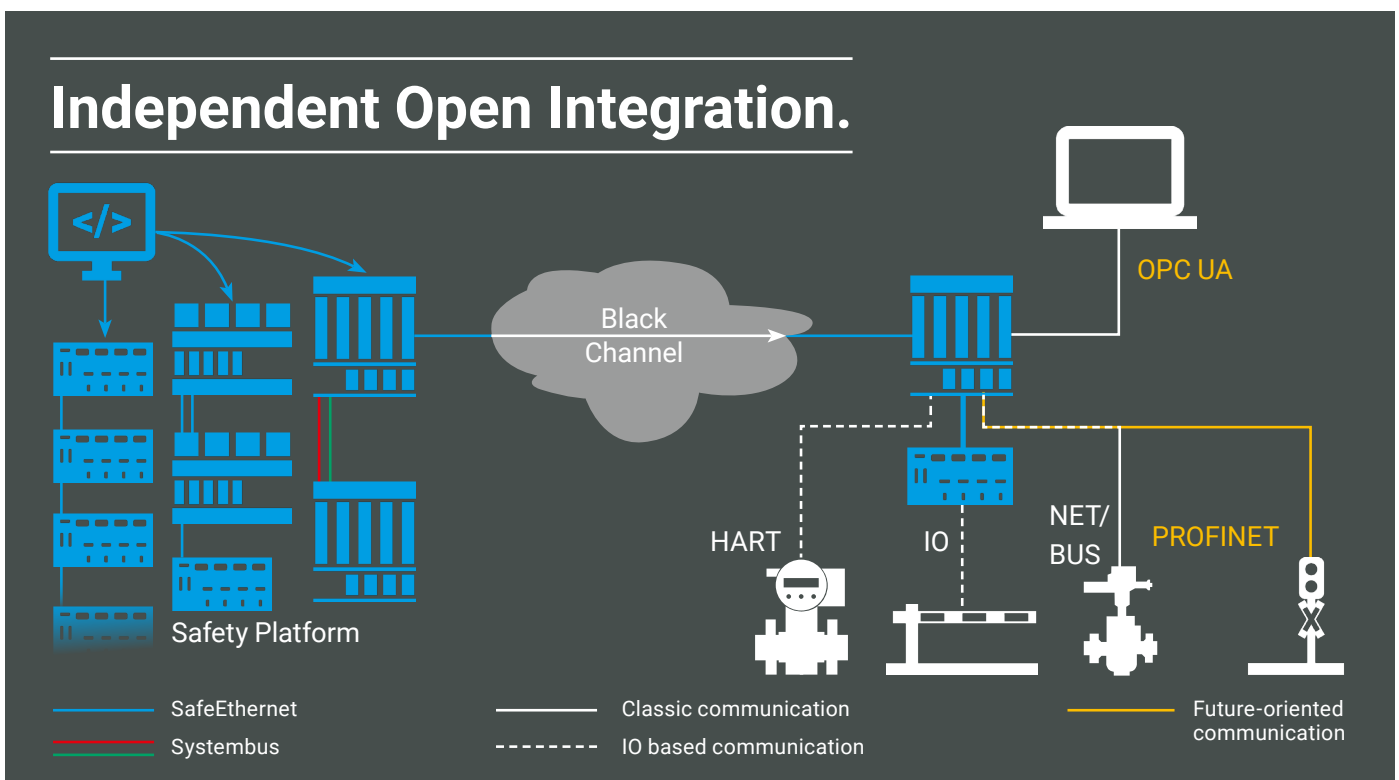 Independent Open Integration.
</>
OPC UA
Black
Channel
HART
IO
NET/
BUS
PROFINET
Safety Platform
SafeEthernet
Systembus
Classic communication
IO based communication
Future-oriented
communication